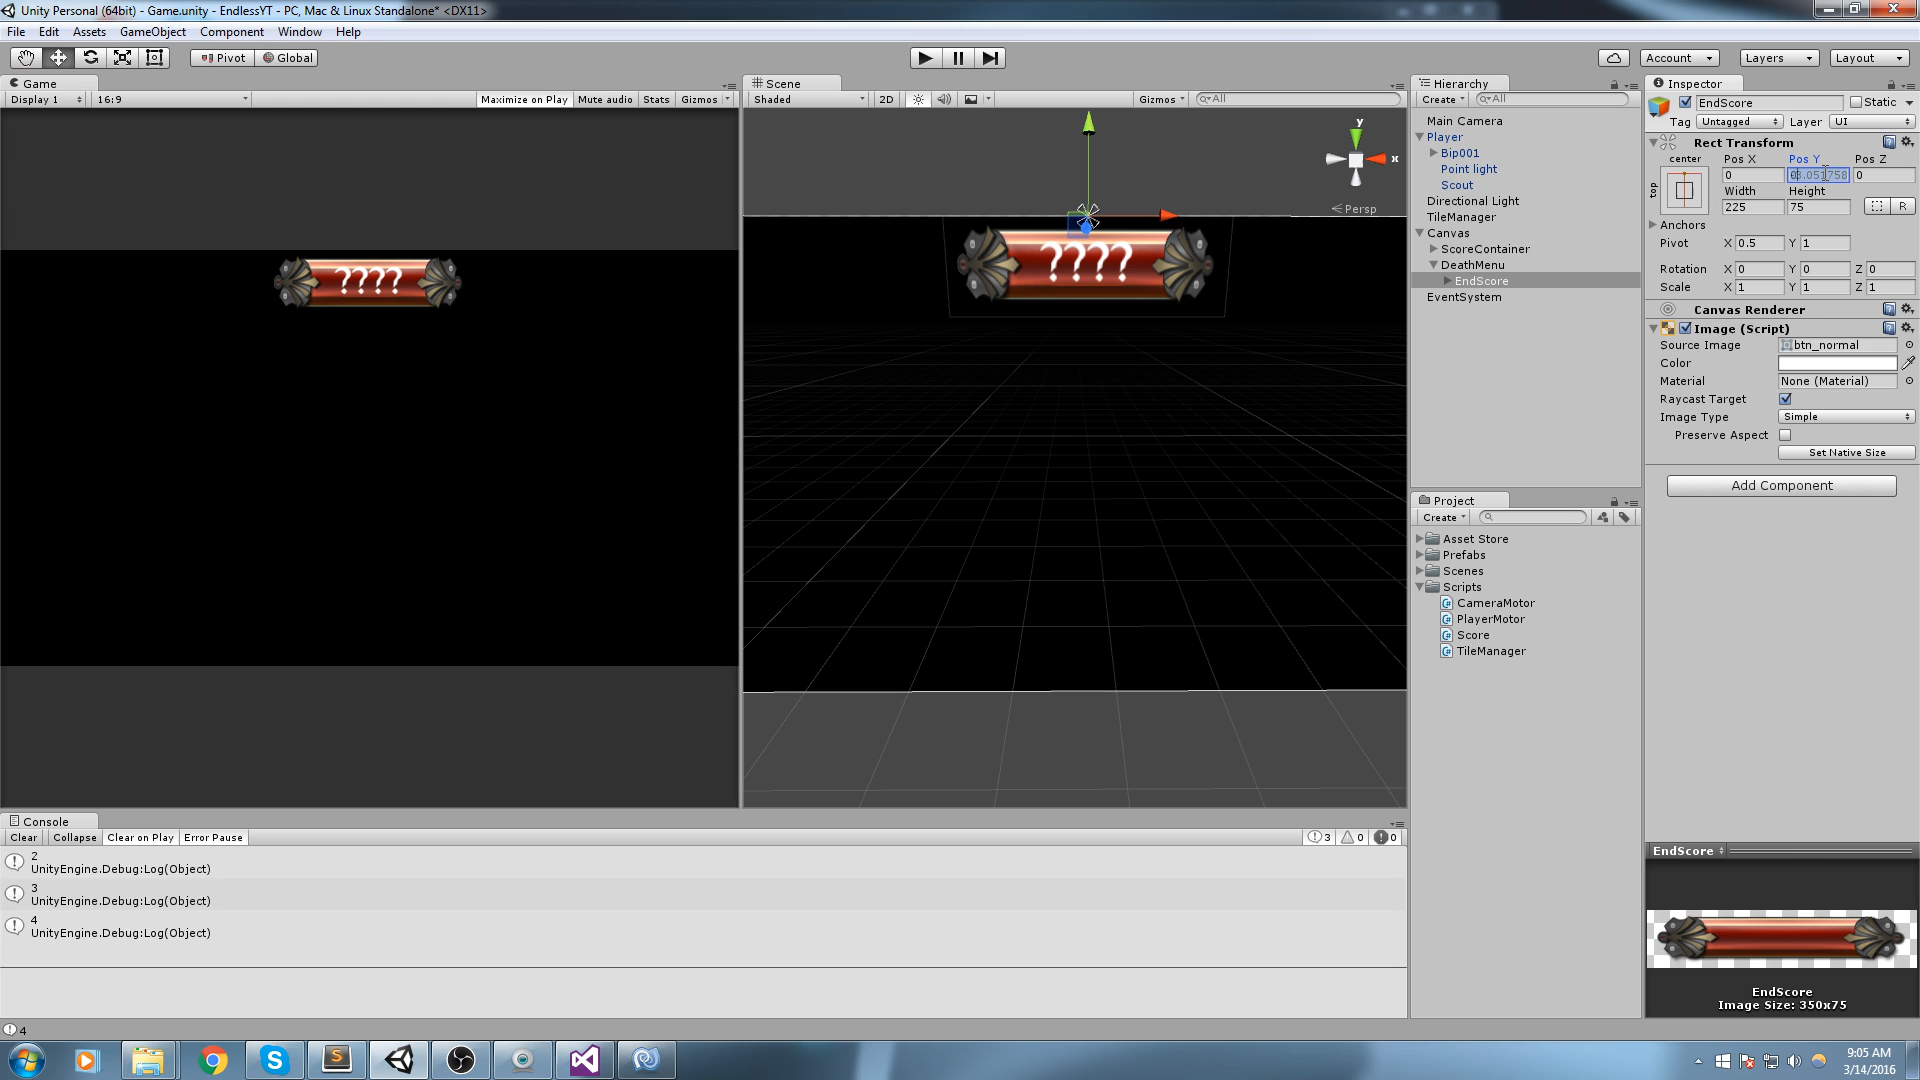 Unity Personal (64bit) - Game.unity - EndlessYT - PC, Mac & Linux Standalone* <DX11>
File Edit Assets GameObject Component Window Help
Pivot Global
Account Layers Layout
Game
Display 1 16:9 Maximize on Play Mute audio Stats Gizmos
????
Scene
Shaded 2D Gizmos All
y
x
Persp
????
Hierarchy
Create All
Main Camera
Player
Bip001
Point light
Scout
Directional Light
TileManager
Canvas
ScoreContainer
DeathMenu
EndScore
EventSystem
Project
Create
Asset Store
Prefabs
Scenes
Scripts
CameraMotor
PlayerMotor
Score
TileManager
Inspector
EndScore Static
Tag Untagged Layer UI
Rect Transform
center Pos X Pos Y Pos Z
top 0 0
Width Height
225 75 R
Anchors
Pivot X 0.5 Y 1
Rotation X 0 Y 0 Z 0
Scale X 1 Y 1 Z 1
Canvas Renderer
Image (Script)
Source Image btn_normal
Color
Material None (Material)
Raycast Target
Image Type Simple
Preserve Aspect
Set Native Size
Add Component
EndScore
EndScore
Image Size: 350x75
Console
Clear Collapse Clear on Play Error Pause 3 0 0
2
UnityEngine.Debug:Log(Object)
3
UnityEngine.Debug:Log(Object)
4
UnityEngine.Debug:Log(Object)
4
9:05 AM
3/14/2016